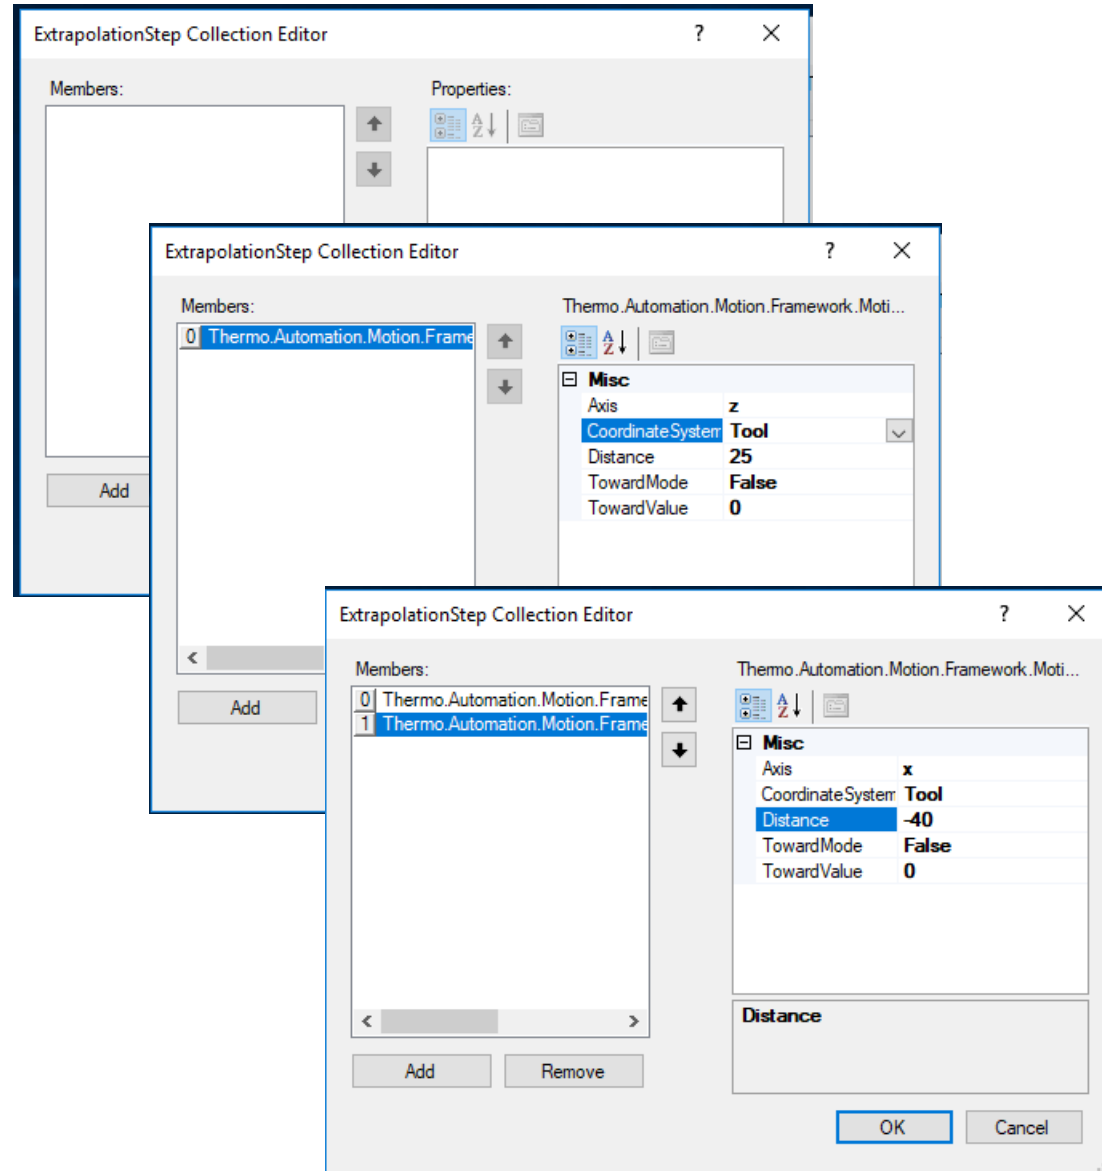 ExtrapolationStep Collection Editor ?
Members: Properties:
Add
ExtrapolationStep Collection Editor ?
Members: Thermo.Automation.Motion.Framework.Moti...
0 Thermo.Automation.Motion.Frame
Misc
Axis z
CoordinateSystem Tool
Distance 25
TowardMode False
TowardValue 0
Add
ExtrapolationStep Collection Editor ?
Members: Thermo.Automation.Motion.Framework.Moti...
0 Thermo.Automation.Motion.Frame
1 Thermo.Automation.Motion.Frame
Misc
Axis x
CoordinateSystem Tool
Distance -40
TowardMode False
TowardValue 0
Distance
Add Remove
OK Cancel